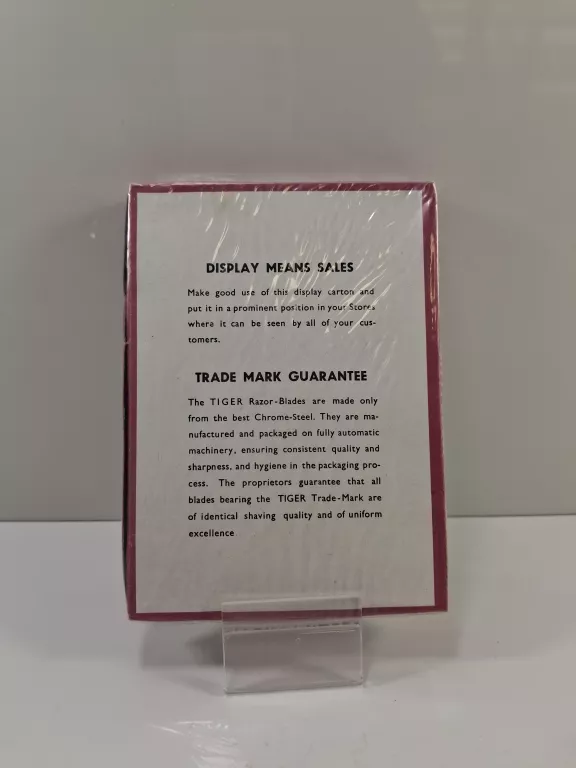 DISPLAY MEANS SALES
Make good use of this display carton and
put it in a prominent position in your Stores
where it can be seen by all of your cus-
tomers.
TRADE MARK GUARANTEE
The TIGER Razor-Blades are made only
from the best Chrome-Steel. They are ma-
nufactured and packaged on fully automatic
machinery, ensuring consistent quality and
sharpness, and hygiene in the packaging pro-
cess. The proprietors guarantee that all
blades bearing the TIGER Trade-Mark are
of identical shaving quality and of uniform
excellence